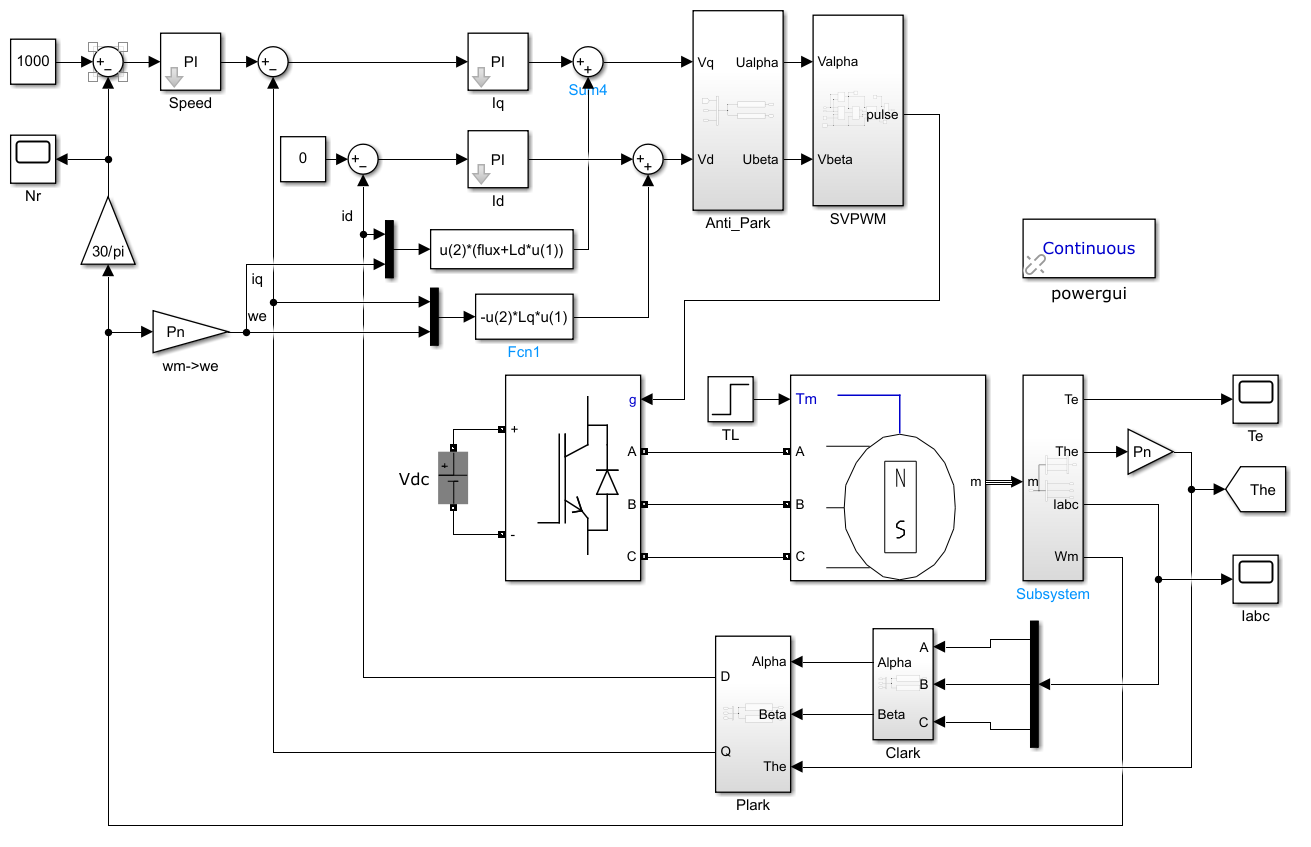 1000
+
−
PI
Speed
+
−
PI
Iq
+
+
Sum4
Vq
Ualpha
Valpha
pulse
Vd
Ubeta
Vbeta
Anti_Park
SVPWM
Nr
0
+
−
PI
Id
+
+
id
30/pi
u(2)*(flux+Ld*u(1))
iq
we
Pn
wm->we
-u(2)*Lq*u(1)
Fcn1
Continuous
powergui
g
+
A
B
-
C
Vdc
TL
Tm
A
B
C
N
S
m
m
Te
The
Iabc
Wm
Subsystem
Te
Pn
The
Iabc
Alpha
D
Beta
Q
The
Plark
A
Alpha
B
Beta
C
Clark